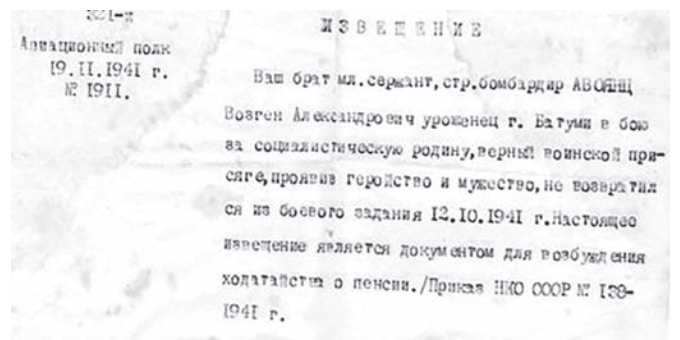 321-й
Авиационный полк
19.II.1941 г.
№ 1911.
ИЗВЕЩЕНИЕ
Ваш брат мл.сержант,стр.бомбардир АВОЯНЦ
Возген Александрович уроженец г. Батуми в бою
за социалистическую родину,верный воинской при-
сяге,проявив геройство и мужество,не возвратил
ся из боевого задания 12.10.1941 г.Настоящее
извещение является документом для возбуждения
ходатайства о пенсии./Приказ НКО СССР № 138-
1941 г.